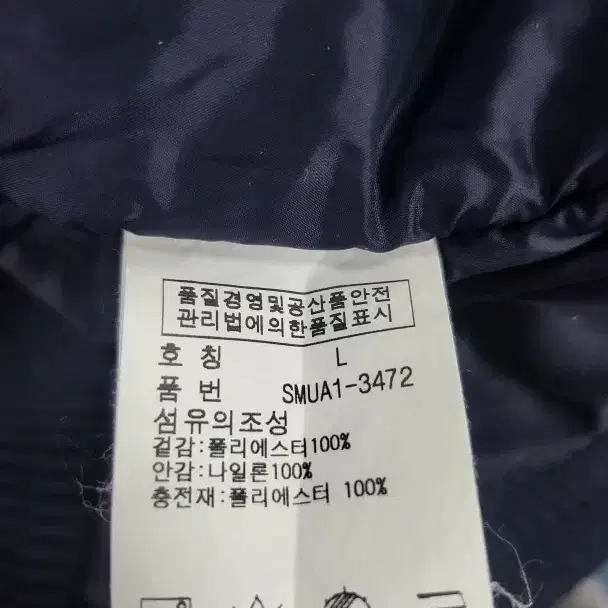 품질경영및공산품안전
관리법에의한품질표시
호 칭 L
품 번 SMUA1-3472
섬유의조성
겉감:폴리에스터100%
안감:나일론100%
충전재:폴리에스터 100%